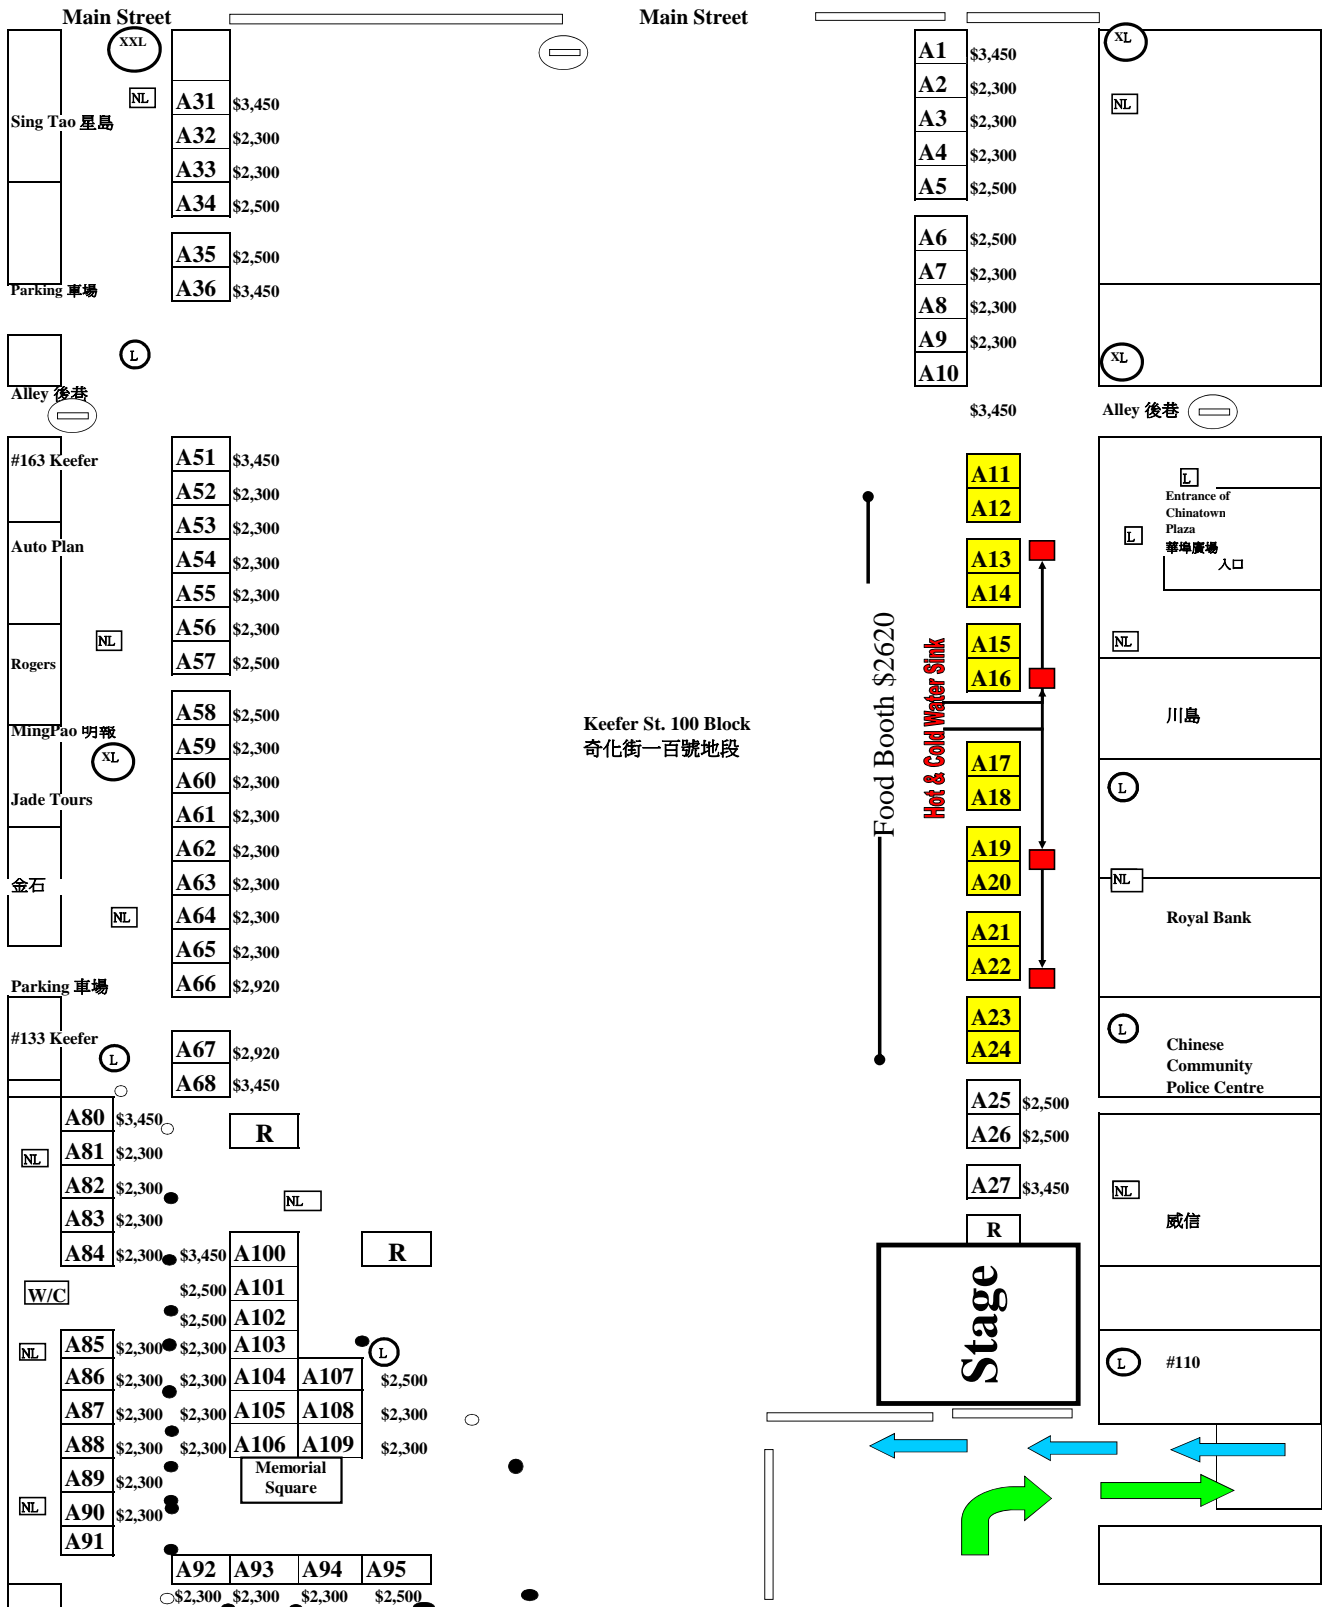 Main Street
Main Street
XXL
NL
Sing Tao 星島
Parking 車場
L
Alley 後巷
A31 $3,450
A32 $2,300
A33 $2,300
A34 $2,500
A35 $2,500
A36 $3,450
A1 $3,450
A2 $2,300
A3 $2,300
A4 $2,300
A5 $2,500
A6 $2,500
A7 $2,300
A8 $2,300
A9 $2,300
A10
$3,450
XL
NL
XL
Alley 後巷
#163 Keefer
Auto Plan
NL
Rogers
MingPao 明報
XL
Jade Tours
金石
NL
Parking 車場
#133 Keefer
L
A51 $3,450
A52 $2,300
A53 $2,300
A54 $2,300
A55 $2,300
A56 $2,300
A57 $2,500
A58 $2,500
A59 $2,300
A60 $2,300
A61 $2,300
A62 $2,300
A63 $2,300
A64 $2,300
A65 $2,300
A66 $2,920
A67 $2,920
A68 $3,450
Keefer St. 100 Block
奇化街一百號地段
Food Booth $2620
Hot & Cold Water Sink
A11
A12
A13
A14
A15
A16
A17
A18
A19
A20
A21
A22
A23
A24
A25 $2,500
A26 $2,500
A27 $3,450
R
Stage
L
Entrance of
Chinatown
Plaza
華埠廣場
入口
L
NL
川島
L
NL
Royal Bank
L
Chinese
Community
Police Centre
NL
威信
L
#110
A80 $3,450
A81 $2,300
A82 $2,300
A83 $2,300
A84 $2,300
NL
W/C
NL
A85 $2,300
A86 $2,300
A87 $2,300
A88 $2,300
A89 $2,300
A90 $2,300
A91
NL
R
NL
R
$3,450 A100
$2,500 A101
$2,500 A102
$2,300 A103
L
$2,300 A104 A107 $2,500
$2,300 A105 A108 $2,300
$2,300 A106 A109 $2,300
Memorial
Square
A92 A93 A94 A95
$2,300 $2,300 $2,300 $2,500